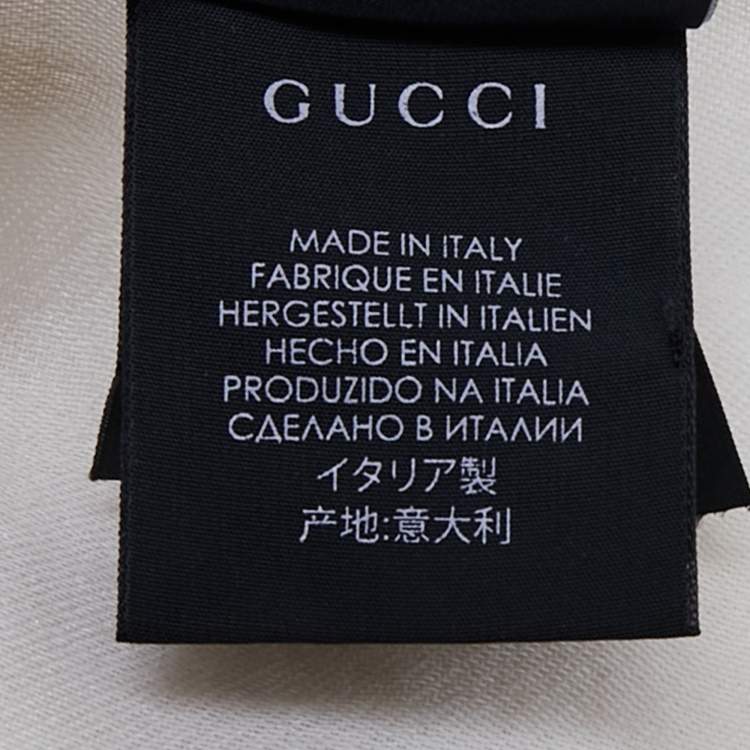 GUCCI
MADE IN ITALY
FABRIQUE EN ITALIE
HERGESTELLT IN ITALIEN
HECHO EN ITALIA
PRODUZIDO NA ITALIA
СДЕЛАНО В ИТАЛИИ
イタリア製
产地:意大利